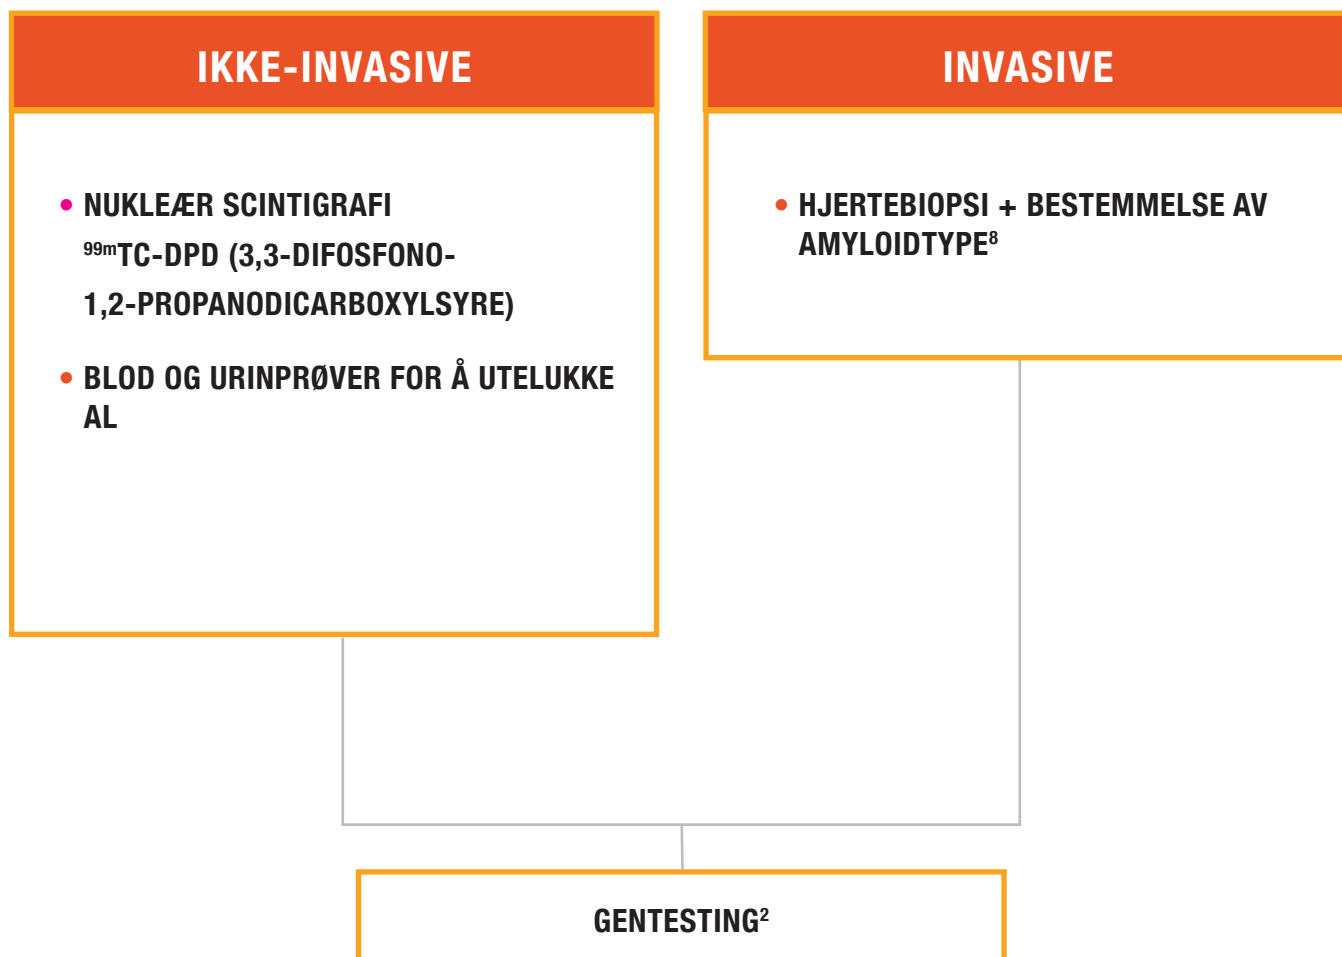 IKKE-INVASIVE
• NUKLEÆR SCINTIGRAFI
⁹⁹ᵐTC-DPD (3,3-DIFOSFONO-
1,2-PROPANODICARBOXYLSYRE)
• BLOD OG URINPRØVER FOR Å UTELUKKE
AL
INVASIVE
• HJERTEBIOPSI + BESTEMMELSE AV
AMYLOIDTYPE⁸
GENTESTING²